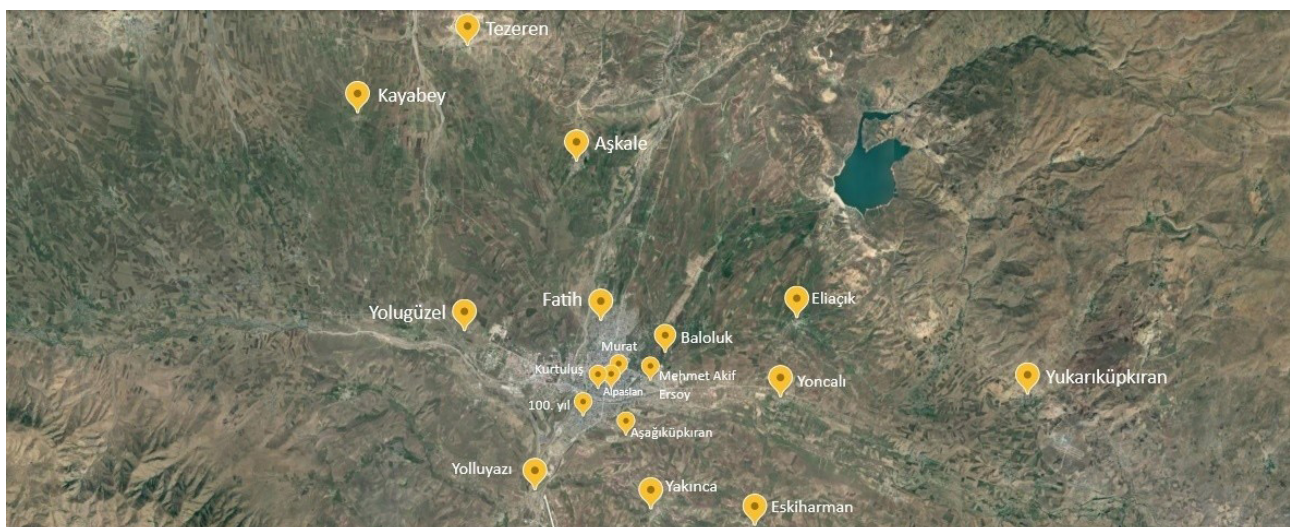 Tezeren
Kayabey
Aşkale
Eliaçık
Fatih
Yolugüzel
Baloluk
Murat
Kurtuluş
Mehmet Akif
Ersoy
Alpaslan
Yoncalı
Yukarıküpkıran
100. yıl
Aşağıküpkıran
Yolluyazı
Yakınca
Eskiharman